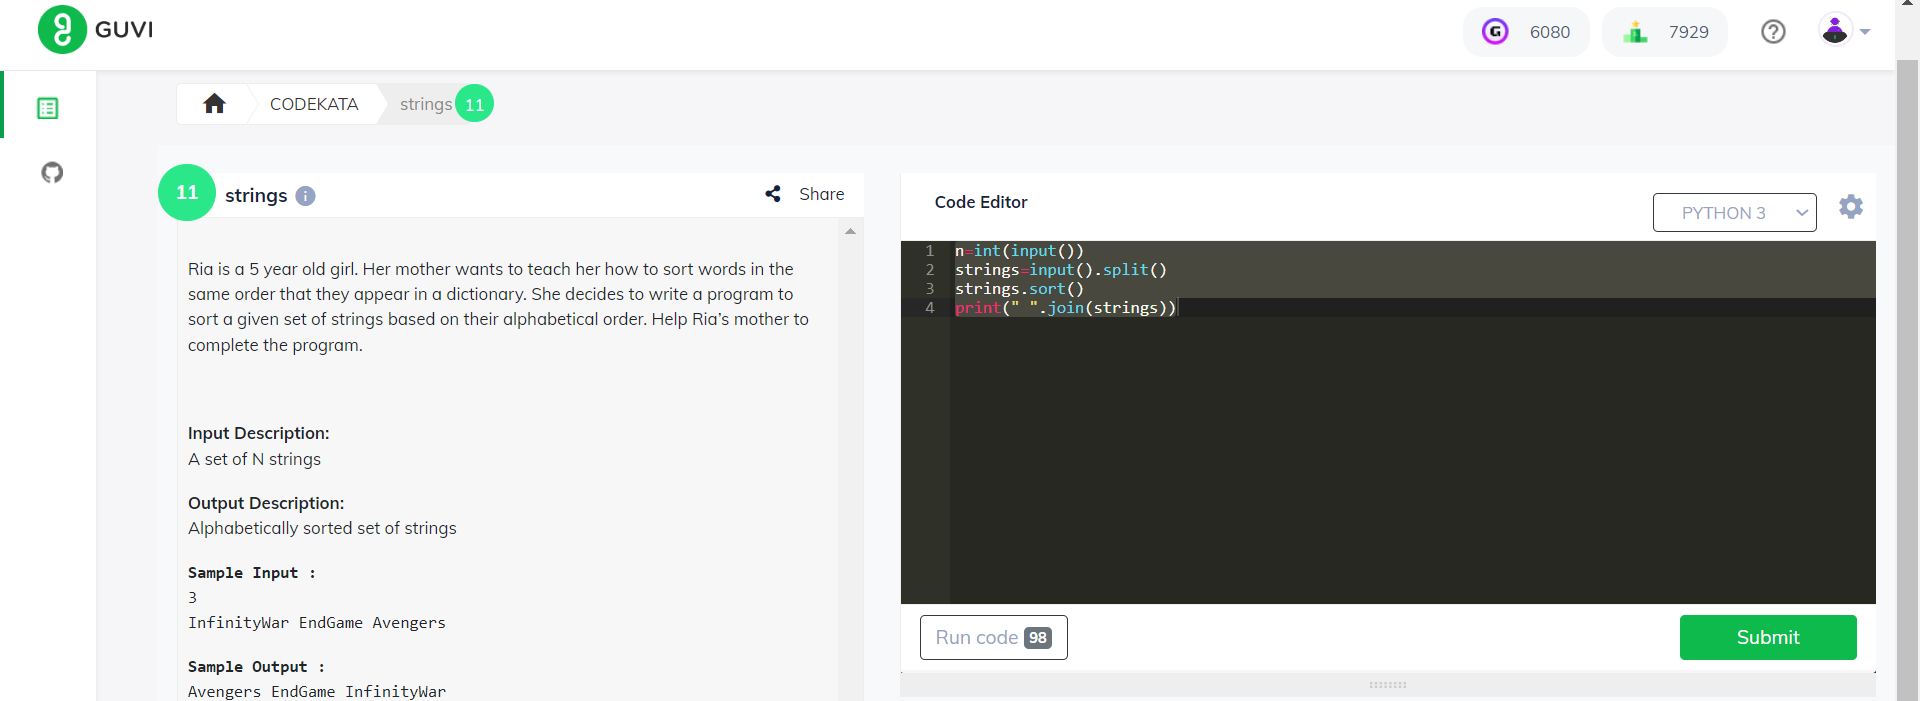 GUVI
6080
7929
CODEKATA
strings 11
11 strings
Share
Ria is a 5 year old girl. Her mother wants to teach her how to sort words in the
same order that they appear in a dictionary. She decides to write a program to
sort a given set of strings based on their alphabetical order. Help Ria’s mother to
complete the program.
Input Description:
A set of N strings
Output Description:
Alphabetically sorted set of strings
Sample Input :
3
InfinityWar EndGame Avengers
Sample Output :
Avengers EndGame InfinityWar
Code Editor
PYTHON 3
1 n=int(input())
2 strings=input().split()
3 strings.sort()
4 print(" ".join(strings))
Run code 98
Submit